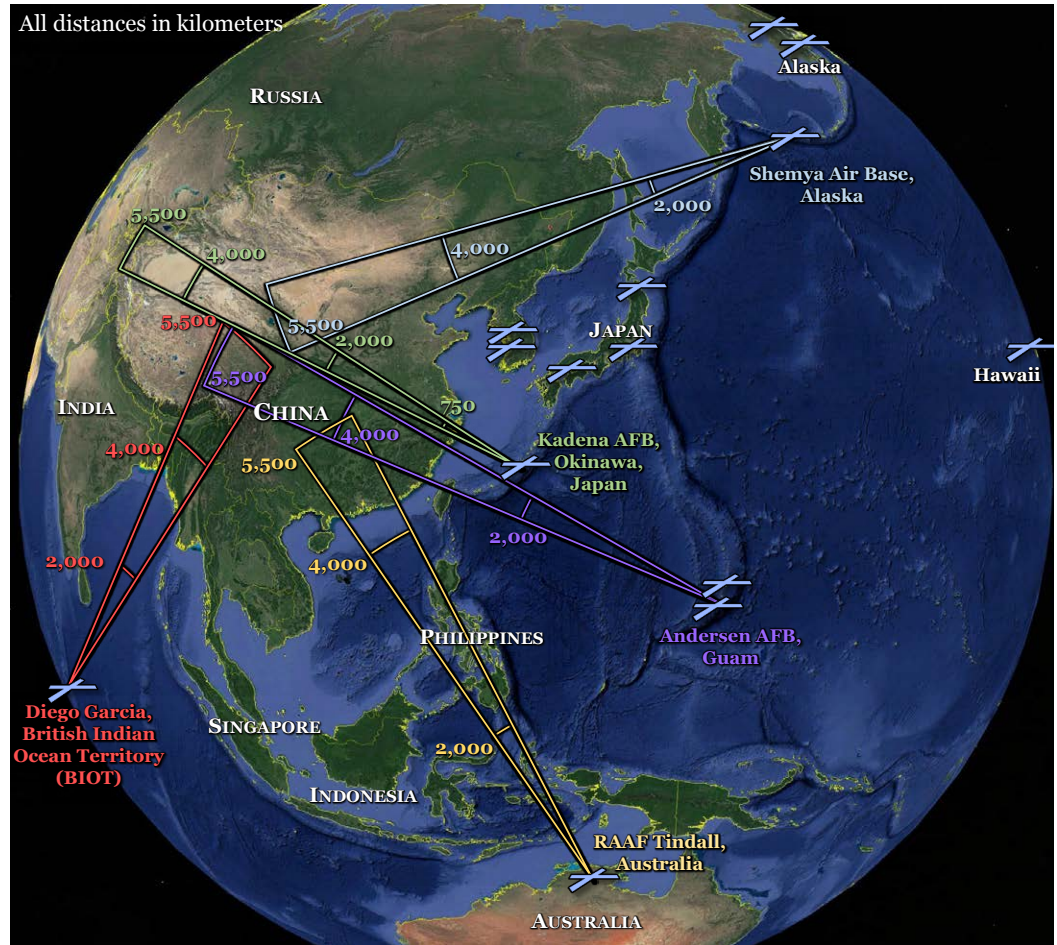 All distances in kilometers
Alaska
RUSSIA
Shemya Air Base,
Alaska
2,000
5,500
4,000
4,000
5,500
5,500
2,000
JAPAN
Hawaii
5,500
INDIA
CHINA
750
4,000
4,000
Kadena AFB,
Okinawa,
Japan
5,500
2,000
4,000
2,000
PHILIPPINES
Andersen AFB,
Guam
Diego Garcia,
British Indian
Ocean Territory
(BIOT)
SINGAPORE
2,000
INDONESIA
RAAF Tindall,
Australia
AUSTRALIA